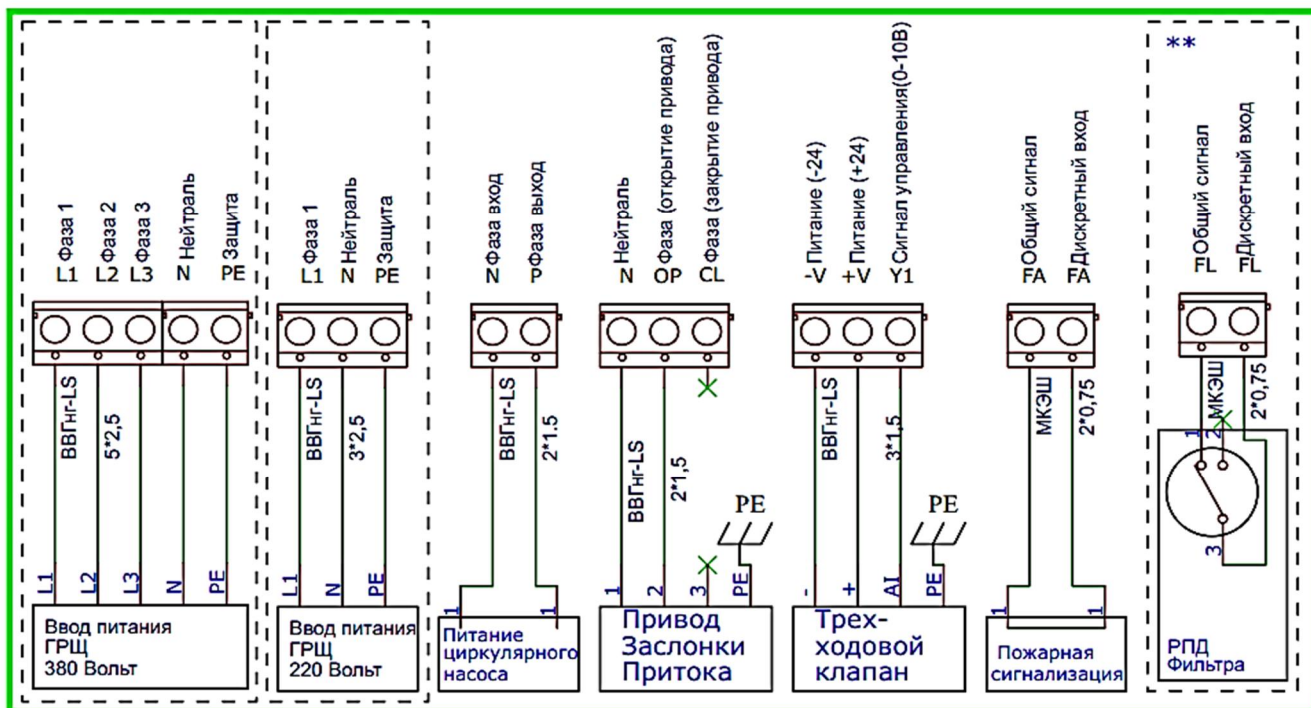 **
Фаза 1
Фаза 2
Фаза 3
Нейтраль
Защита
L1
L2
L3
N
PE
Фаза 1
Нейтраль
Защита
L1
N
PE
Фаза вход
Фаза выход
N
P
Нейтраль
Фаза (открытие привода)
Фаза (закрытие привода)
N
OP
CL
Питание (-24)
Питание (+24)
Сигнал управления(0-10В)
-V
+V
Y1
Общий сигнал
Дискретный вход
FA
FA
Общий сигнал
Дискретный вход
FL
FL
ВВГнг-LS
5*2,5
ВВГнг-LS
3*2,5
ВВГнг-LS
2*1.5
ВВГнг-LS
2*1,5
ВВГнг-LS
3*1,5
МКЭШ
2*0,75
МКЭШ
2*0,75
PE
PE
1
2
3
L1
L2
L3
N
PE
L1
N
PE
1
1
1
2
3
PE
-
+
AI
PE
1
1
Ввод питания
ГРЩ
380 Вольт
Ввод питания
ГРЩ
220 Вольт
Питание
циркулярного
насоса
Привод
Заслонки
Притока
Трех-
ходовой
клапан
Пожарная
сигнализация
РПД
Фильтра